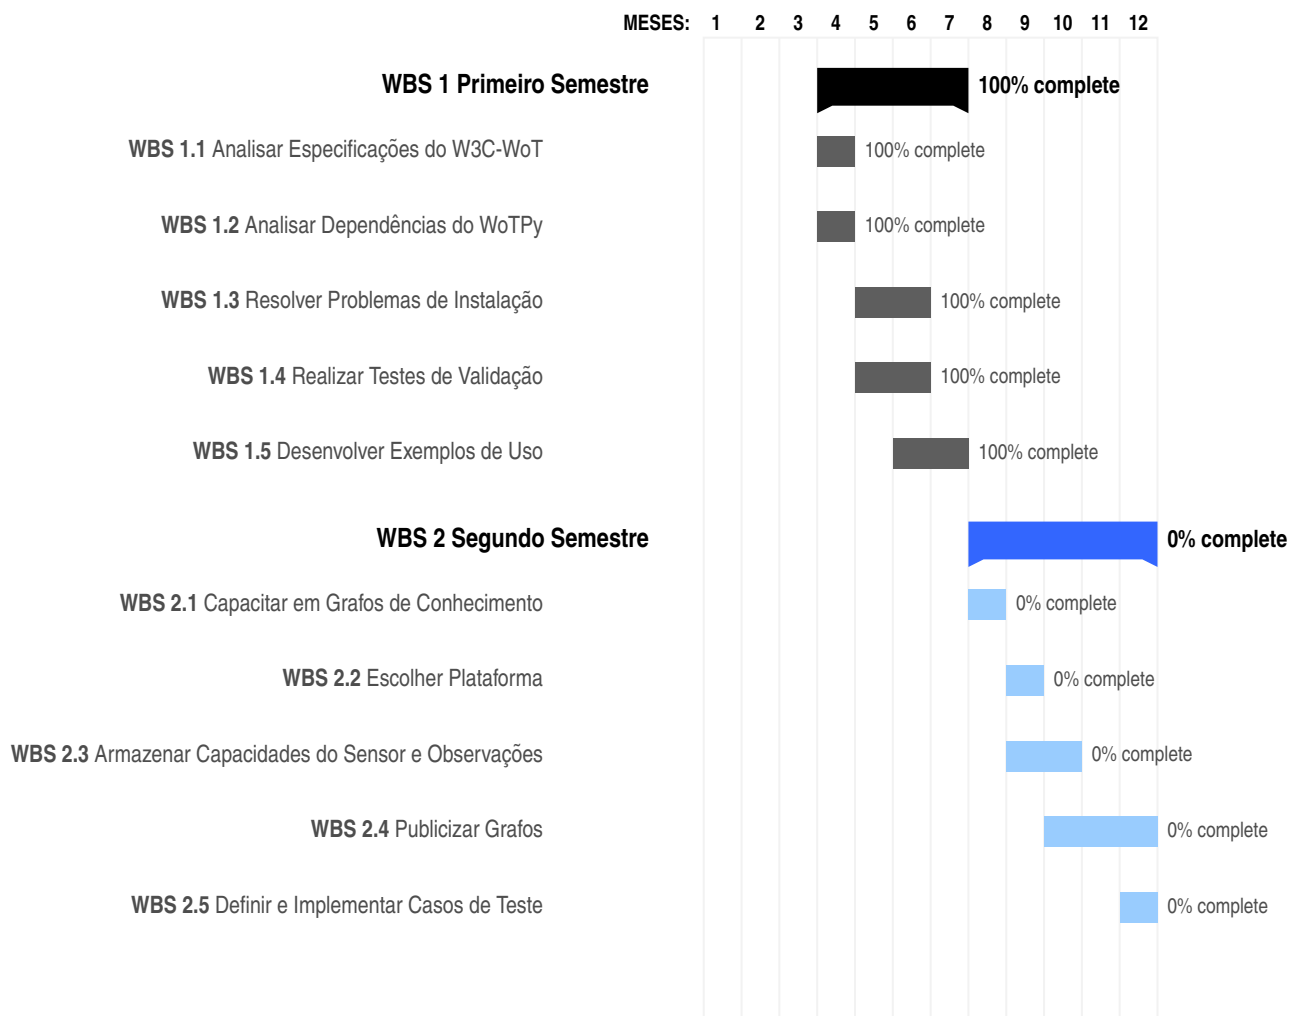 MESES: 1 2 3 4 5 6 7 8 9 10 11 12
WBS 1 Primeiro Semestre 100% complete
WBS 1.1 Analisar Especificações do W3C-WoT 100% complete
WBS 1.2 Analisar Dependências do WoTPy 100% complete
WBS 1.3 Resolver Problemas de Instalação 100% complete
WBS 1.4 Realizar Testes de Validação 100% complete
WBS 1.5 Desenvolver Exemplos de Uso 100% complete
WBS 2 Segundo Semestre 0% complete
WBS 2.1 Capacitar em Grafos de Conhecimento 0% complete
WBS 2.2 Escolher Plataforma 0% complete
WBS 2.3 Armazenar Capacidades do Sensor e Observações 0% complete
WBS 2.4 Publicizar Grafos 0% complete
WBS 2.5 Definir e Implementar Casos de Teste 0% complete